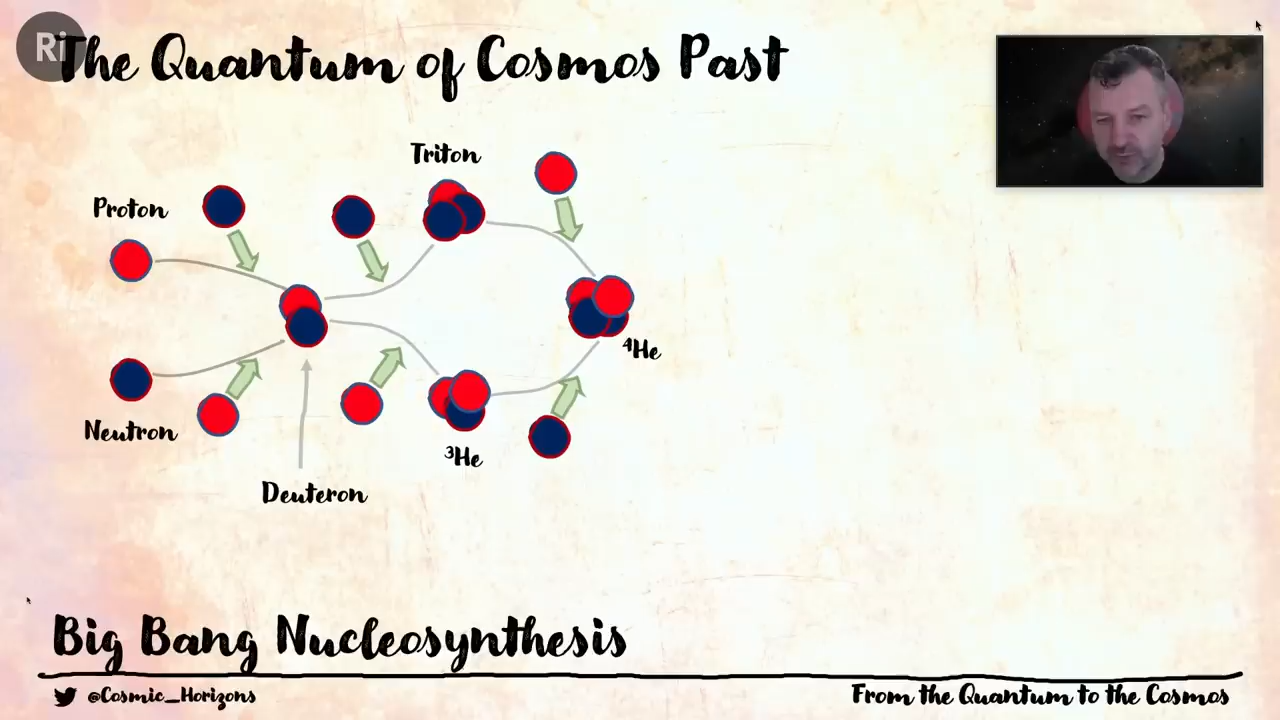 Ri
The Quantum of Cosmos Past
Triton
Proton
⁴He
Neutron
³He
Deuteron
Big Bang Nucleosynthesis
@Cosmic_Horizons
From the Quantum to the Cosmos